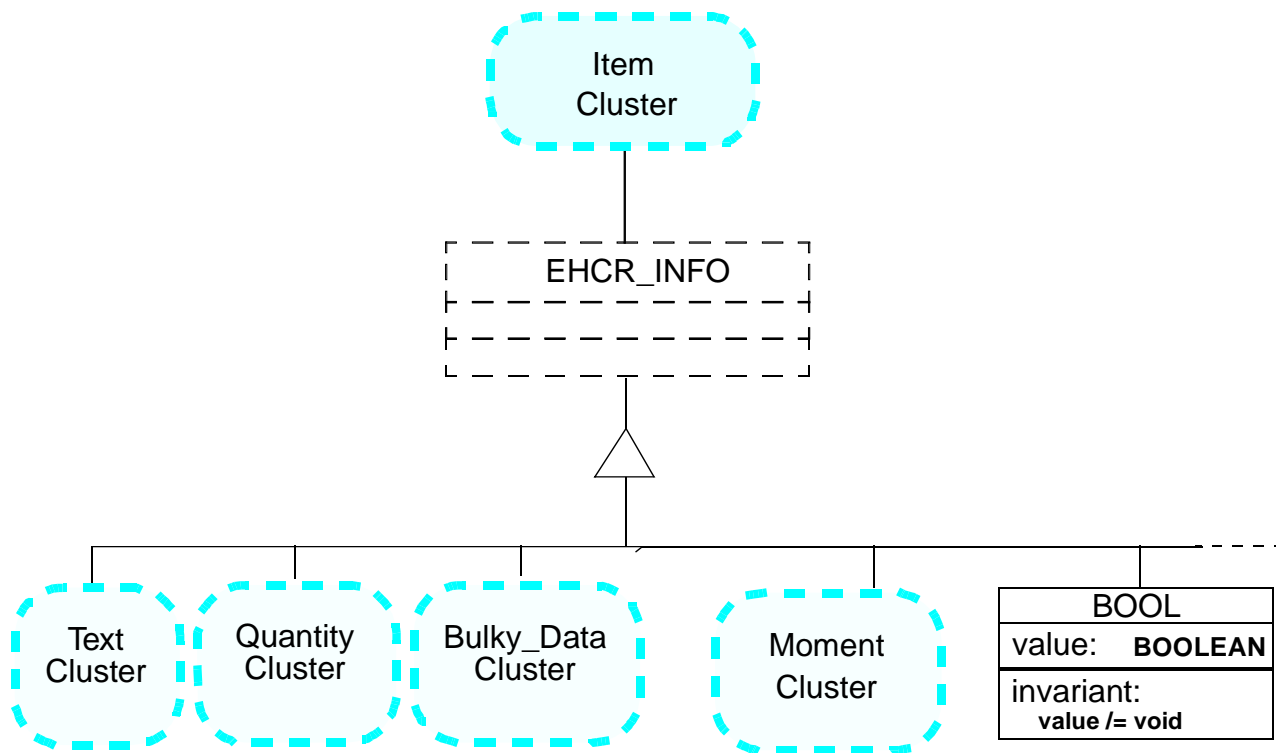 Item
Cluster
EHCR_INFO
Text
Cluster
Quantity
Cluster
Bulky_Data
Cluster
Moment
Cluster
BOOL
value: BOOLEAN
invariant:
value /= void